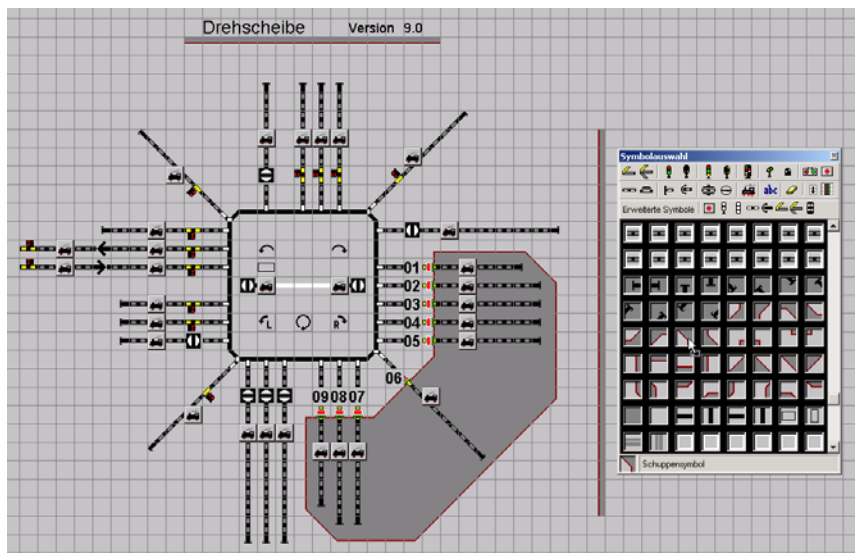 Drehscheibe Version 9.0
Symbolauswahl
abc
Erweiterte Symbole
01
02
03
L R 04
05
06
09 08 07
Schuppensymbol